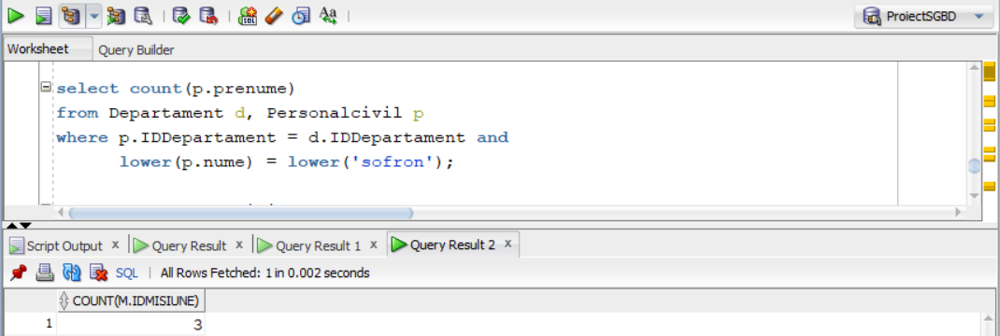 ProiectSGBD
Worksheet Query Builder
select count(p.prenume)
from Departament d, Personalcivil p
where p.IDDepartament = d.IDDepartament and
lower(p.nume) = lower('sofron');
Script Output x Query Result x Query Result 1 x Query Result 2 x
SQL | All Rows Fetched: 1 in 0.002 seconds
COUNT(M.IDMISIUNE)
1 3